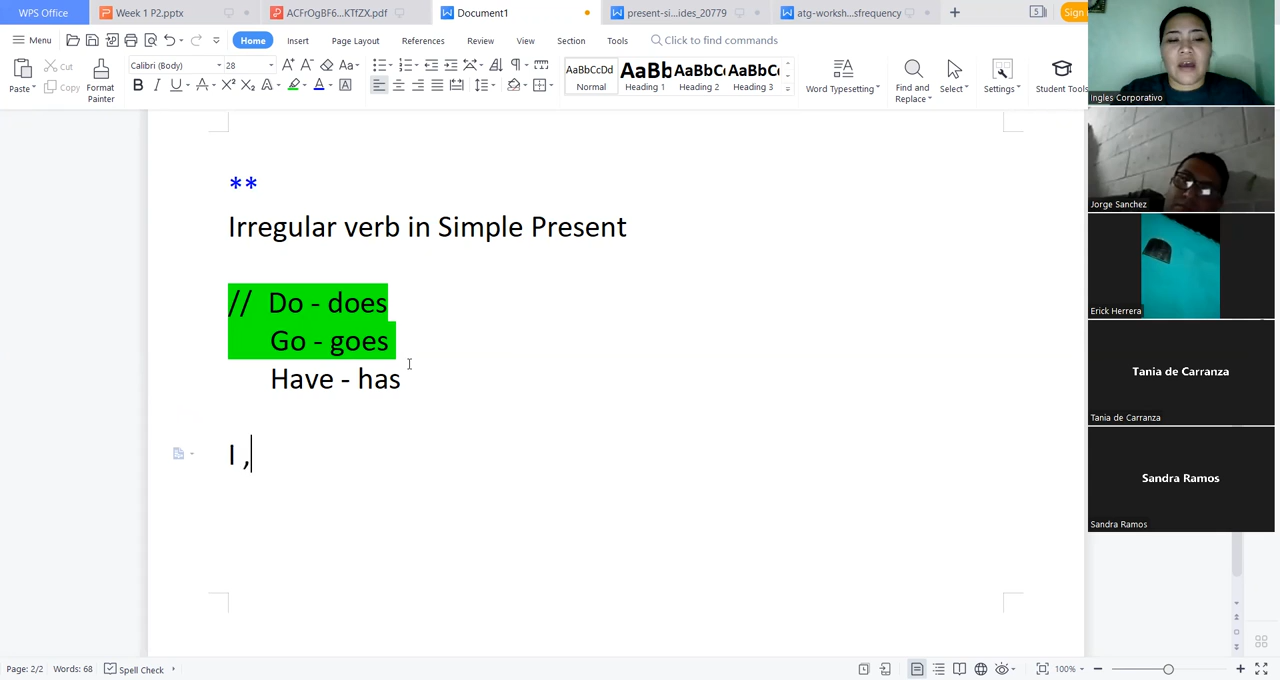 WPS Office
Week 1 P2.pptx
ACFrOgBF6...KTfZX.pdf
Document1
present-si...ides_20779
atg-worksh...sfrequency
5
Sign
Menu
Home
Insert
Page Layout
References
Review
View
Section
Tools
Click to find commands
Paste
Cut
Copy
Format Painter
Calibri (Body)
28
AaBbCcDd
Normal
AaBb
Heading 1
AaBbC
Heading 2
AaBbC
Heading 3
Word Typesetting
Find and Replace
Select
Settings
Student Tools
Ingles Corporativo
Jorge Sanchez
Erick Herrera
Tania de Carranza
Tania de Carranza
Sandra Ramos
Sandra Ramos
**
Irregular verb in Simple Present
// Do - does
Go - goes
Have - has
I ,
Page: 2/2
Words: 68
Spell Check
100%